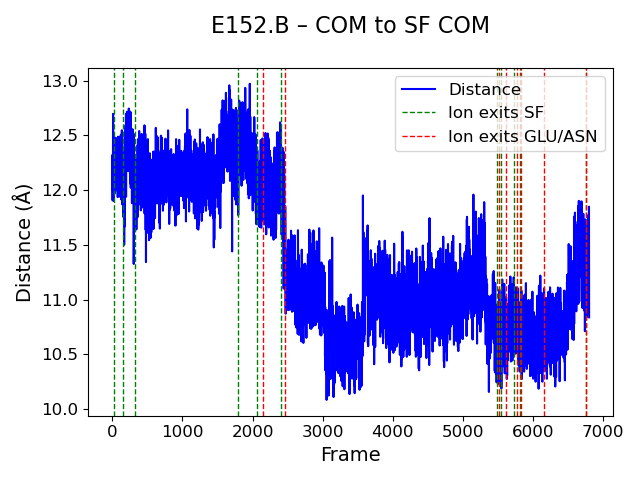 E152.B – COM to SF COM
13.0
12.5
12.0
11.5
11.0
10.5
10.0
Distance (Å)
Distance
Ion exits SF
Ion exits GLU/ASN
0 1000 2000 3000 4000 5000 6000 7000
Frame